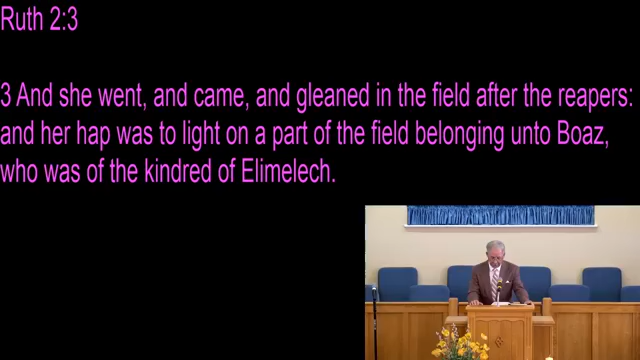 Ruth 2:3
3 And she went, and came, and gleaned in the field after the reapers:
and her hap was to light on a part of the field belonging unto Boaz,
who was of the kindred of Elimelech.